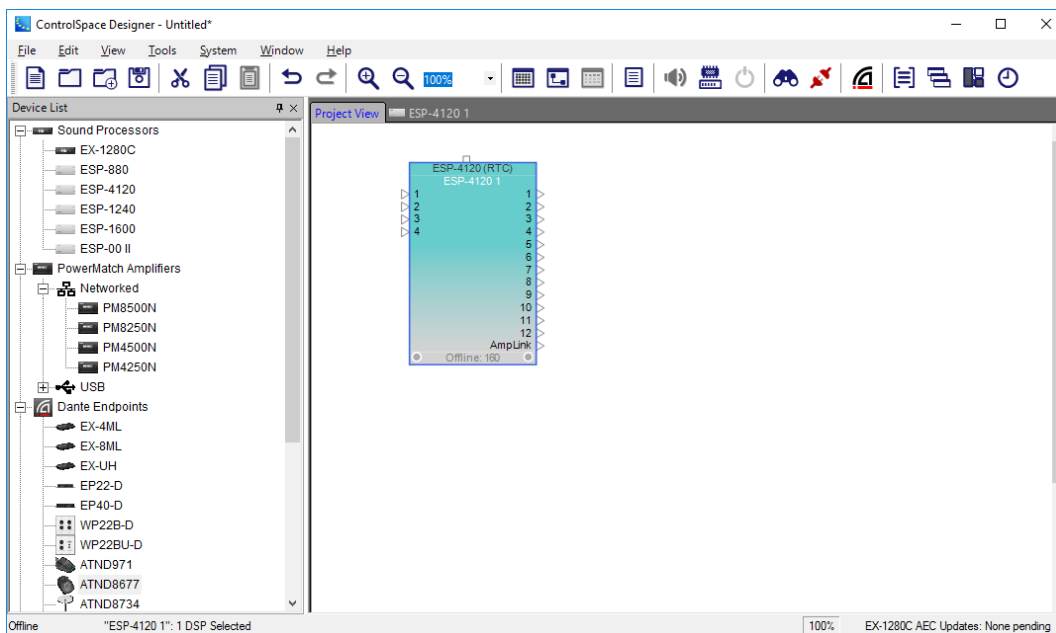 ControlSpace Designer - Untitled*
File Edit View Tools System Window Help
100%
Device List
Project View ESP-4120 1
Sound Processors
EX-1280C
ESP-880
ESP-4120
ESP-1240
ESP-1600
ESP-00 II
PowerMatch Amplifiers
Networked
PM8500N
PM8250N
PM4500N
PM4250N
USB
Dante Endpoints
EX-4ML
EX-8ML
EX-UH
EP22-D
EP40-D
WP22B-D
WP22BU-D
ATND971
ATND8677
ATND8734
ESP-4120 (RTC)
ESP-4120 1
1 1
2 2
3 3
4 4
5
6
7
8
9
10
11
12
AmpLink
Offline: 160
Offline "ESP-4120 1": 1 DSP Selected 100% EX-1280C AEC Updates: None pending